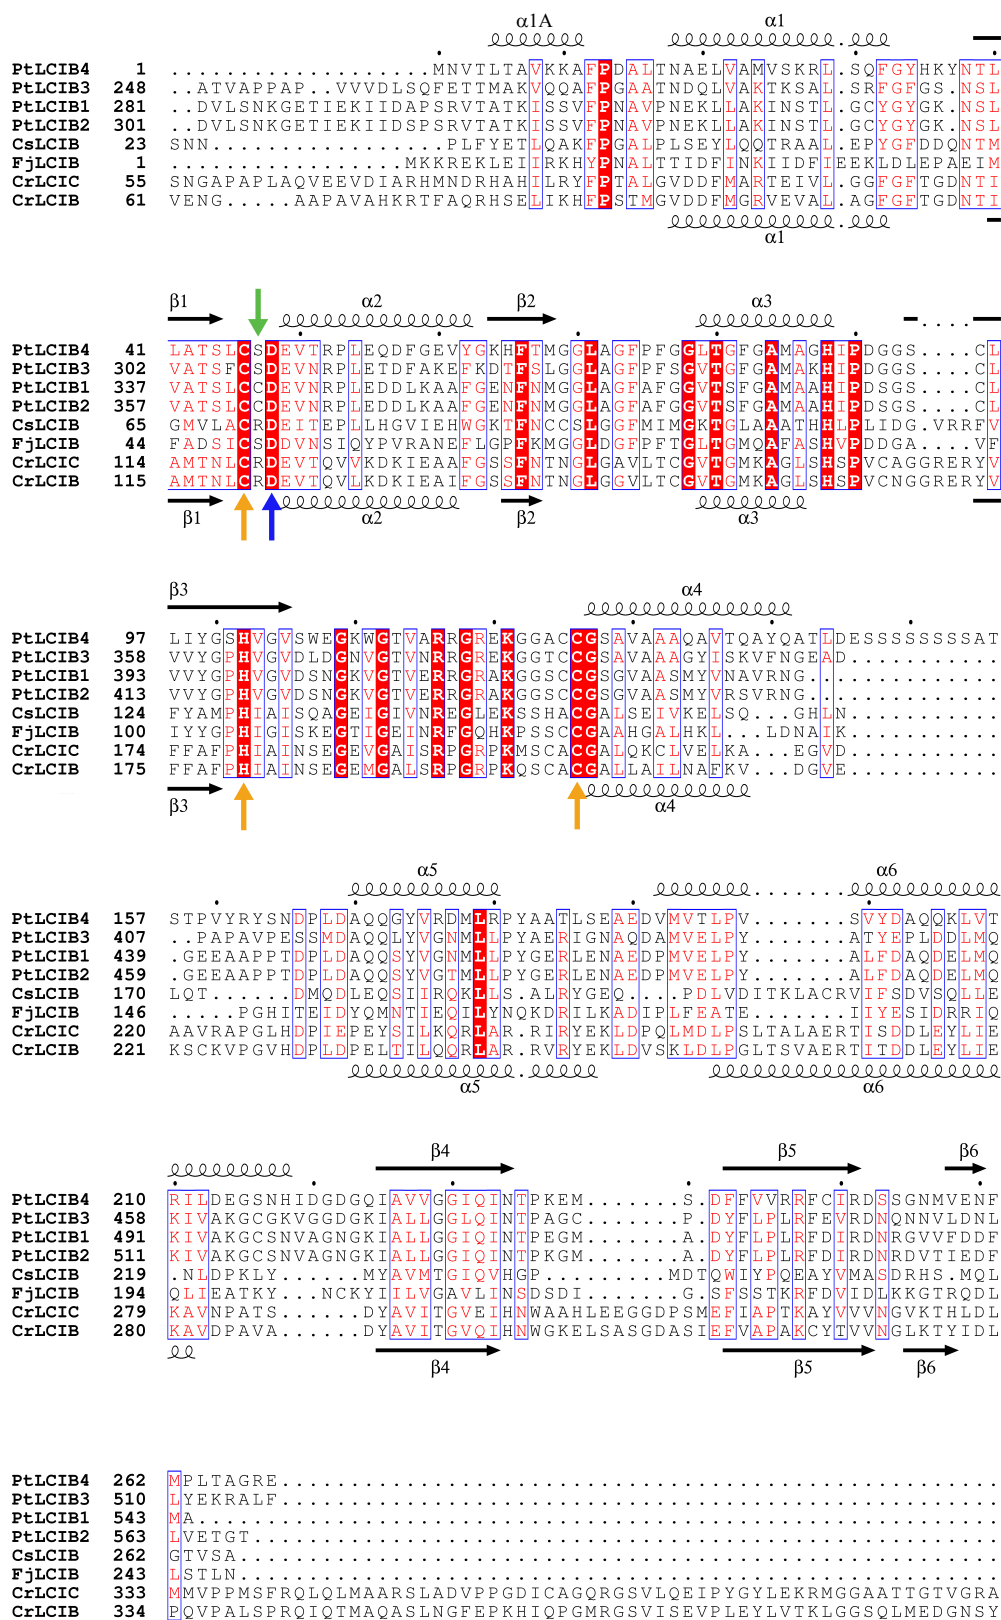 α1A α1
PtLCIB4 1 ...................MNVTLTAVKKAFPDALTNAELVAMVSKRL.SQFGYHKYNTL
PtLCIB3 248 ..ATVAPPAP..VVVDLSQFETTMAKVQQAFPGAATNDQLVAKTKSAL.SRFGFGYGK.NSL
PtLCIB1 281 ..DVLSNKGETIEKIIDAPSRVTATKISSVFPNAVPNEKLLAKINSTL.GCYGYGS.NSL
PtLCIB2 301 ..DVLSNKGETIEKIIDSPSRVTATKISSVFPNAVPNEKLLAKINSTL.GCYGYGK.NSL
CsLCIB 23 SNN.................PLFYETLQAKFPGALPLSEYLQQTRAAL.EPYGFDDQNTM
FjLCIB 1 .................MKKREKLEIIRKHYPNALTTIDFINKIIDFIEEKLDLEPAEIM
CrLCIC 55 SNGAPAPLAQVEEVDIARHMNDRHAHILRYFPTALGVDDFMARTEIVL.GGFGFTGDNTI
CrLCIB 61 VENG.....AAPAVAHKRTFAQRHSELIKHFPSTMGVDDFMGRVEVAL.AGFGFTGDNTI
α1
β1 α2 β2 α3
PtLCIB4 41 LATSLCSDEVTRPLEQDFGEVYGKHFTMGGLAGFPFGGLTGFGAMAGHIPDGGS....CL
PtLCIB3 302 VATSFCSDEVNRPLETDFAKEFKDTFSLGGLAGFPFSGVTGFGAMAKHIPDGGS....CL
PtLCIB1 337 VATSLCCDEVNRPLEDDLKAAFGENFNMGGLAGFAFGGVTSFGAMAAHIPDSGS....CL
PtLCIB2 357 VATSLCCDEVNRPLEDDLKAAFGENFNMGGLAGFAFGGVTSFGAMAAHIPDSGS....CL
CsLCIB 65 GMVLACRDEITEPLLHGVIEHWGKTFNCCSLGGFMIMGKTGLAAATHHLPLIDG.VRRFV
FjLCIB 44 FADSICSDDVNSIQYPVRANEFLGPFKMGGLDGFPFTGLTGMQAFASHVPDDGA....VF
CrLCIC 114 AMTNLCRDEVTQVVKDKIEAAFGSSFNTNGLGAVLTCGVTGMKAGLSHSPVCAGGRERYV
CrLCIB 115 AMTNLCRDEVTQVLKDKIEAIFGSSFNTNGLGGVLTCGVTGMKAGLSHSPVCNGGRERYV
β1 α2 β2 α3
β3 α4
PtLCIB4 97 LIYGSHVGVSWEGKWGTVARRGREKGGACCGSAVAAAQAVTQAYQATLDESSSSSSSSAT
PtLCIB3 358 VVYGPHVGVDLDGNVGTVNRRGREKGGTCCGSAVAAAGYISKVFNGEAD...........
PtLCIB1 393 VVYGPHVGVDSNGKVGTVERRGRAKGGSCCGSGVAASMYVNAVRNG..............
PtLCIB2 413 VVYGPHVGVDSNGKVGTVERRGRAKGGSCCGSGVAASMYVRSVRNG..............
CsLCIB 124 FYAMPHIAISQAGEIGIVNREGLEKSSHACGALSEIVKELSQ...GHLN...........
FjLCIB 100 IYYGPHIGISKEGTIGEINRFGQHKPSSCCGAAHGALHKL...LDNAIK...........
CrLCIC 174 FFAFPHIAINSEGEVGAISRPGRPKMSCACGALQKCLVELKA...EGVD...........
CrLCIB 175 FFAFPHIAINSEGEMGALSRPGRPKQSCACGALLAILNAFKV...DGVE...........
β3 α4
α5 α6
PtLCIB4 157 STPVYRYSNDPLDAQQGYVRDMLRPYAATLSEAEDVMVTLPV........SVYDAQQKLVT
PtLCIB3 407 ..PAPAVPESSMDAQQLYVGNMLLPYAERIGNAQDAMVELPY........ATYEPLDDLMQ
PtLCIB1 439 .GEEAAPPTDPLDAQQSYVGNMLLPYGERLENAEDPMVELPY........ALFDAQDELMQ
PtLCIB2 459 .GEEAAPPTDPLDAQQSYVGTMLLPYGERLENAEDPMVELPY........ALFDAQDELMQ
CsLCIB 170 LQT......DMQDLEQSIIRQKLLS.ALRYGEQ...PDLVDITKLACRVIFSDVSQLLE
FjLCIB 146 .....PGHITEIDYQMNTIEQILYNQKDRILKADIPLFEATE........IIYESIDRRIQ
CrLCIC 220 AAVRAPGLHDPIEPEYSILKQRLAR.RIRYEKLDPQLMDLPSLTALAERTISDDLEYLIE
CrLCIB 221 KSCKVPGVHDPLDPELTILQQRLAR.RVRYEKLDVSKLDLPGLTSVAERTITDDLEYLIE
α5 α6
β4 β5 β6
PtLCIB4 210 RILDEGSNHIDGDGQIAVVGGIQINTPKEM.......S.DFFVVRRFCIRDSSGNMVENF
PtLCIB3 458 KIVAKGCGKVGGDGKIALLGGLQINTPAGC.......P.DYFLPLRFEVRDNQNNVLDNL
PtLCIB1 491 KIVAKGCSNVAGNGKIALLGGIQINTPEGM.......A.DYFLPLRFDIRDNRGVVFDDF
PtLCIB2 511 KIVAKGCSNVAGNGKIALLGGIQINTPKGM.......A.DYFLPLRFDIRDNRDVTIEDF
CsLCIB 219 .NLDPKLY......MYAVMTGIQVHGP.........MDTQWIYPQEAYVMASDRHS.MQL
FjLCIB 194 QLIEATKY...NCKYIILVGAVLINSDSDI......G.SFSSTKRFDVIDLKKGTRQDL
CrLCIC 279 KAVNPATS......DYAVITGVEIHNWAAHLEEGGDPSMEFIAPTKAYVVVNGVKTHLDL
CrLCIB 280 KAVDPAVA......DYAVITGVQIHNWGKELSASGDASIEFVAPAKCYTVVNGLKTYIDL
β4 β5 β6
PtLCIB4 262 MPLTAGRE....................................................
PtLCIB3 510 LYEKRALF....................................................
PtLCIB1 543 MA..........................................................
PtLCIB2 563 LVETGT......................................................
CsLCIB 262 GTVSA.......................................................
FjLCIB 243 LSTLN.......................................................
CrLCIC 333 MMVPPMSFRQLQLMAARSLADVPPGDICAGQRGSVLQEIPYGYLEKRMGGAATTGTVGRA
CrLCIB 334 PQVPALSPRQIQTMAQASLNGFEPKHIQPGMRGSVISEVPLEYLVTKLGGSQLMEDGNSY